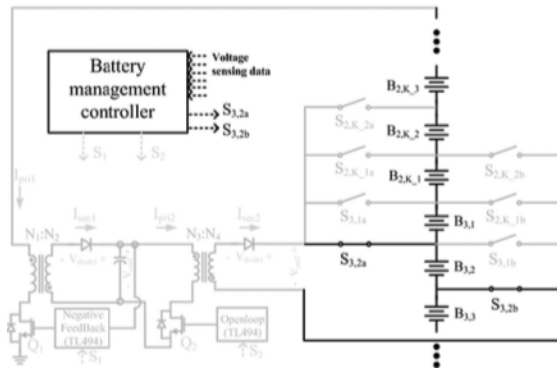 Battery
management
controller
Voltage
sensing data
S3,2a
S3,2b
S1
S2
B2,K_3
S2,K_2a
B2,K_2
S2,K_1a
S2,K_2b
B2,K_1
S3,1a
S2,K_1b
B3,1
S3,1b
S3,2a
B3,2
S3,2b
B3,3
Ipri1
N1:N2
Isec1
Ipri2
N3:N4
Isec2
Q1
Negative
FeedBack
(TL494)
S1
Q2
Openloop
(TL494)
S2